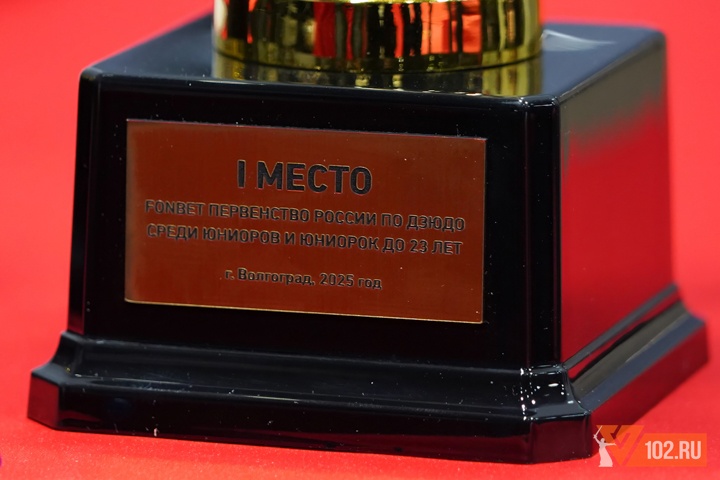 I МЕСТО
FONBET ПЕРВЕНСТВО РОССИИ ПО ДЗЮДО
СРЕДИ ЮНИОРОВ И ЮНИОРОК ДО 23 ЛЕТ
г. Волгоград, 2025 год
102.RU